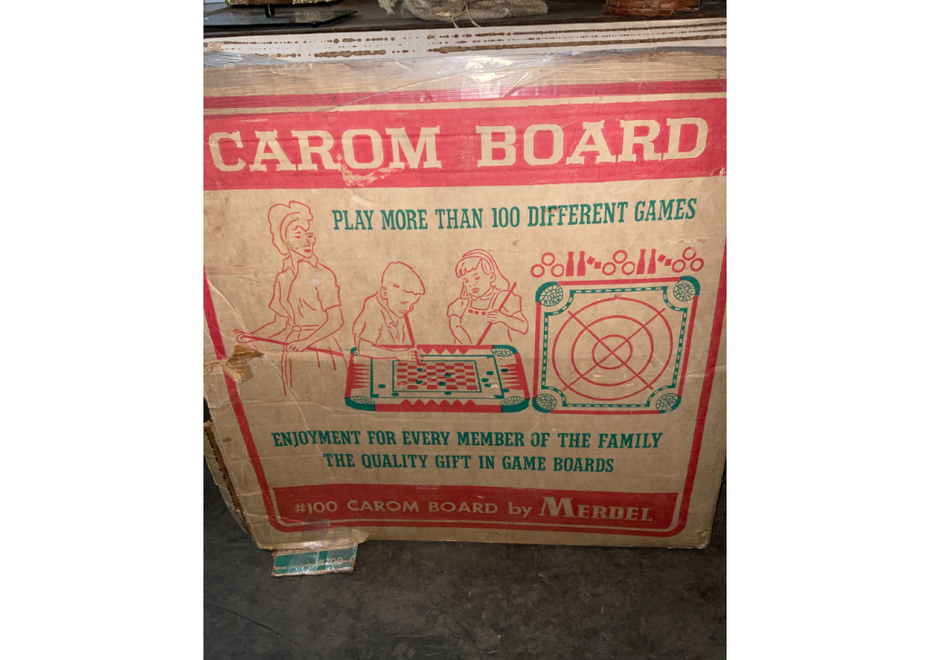 CAROM BOARD
PLAY MORE THAN 100 DIFFERENT GAMES
ENJOYMENT FOR EVERY MEMBER OF THE FAMILY
THE QUALITY GIFT IN GAME BOARDS
#100 CAROM BOARD by MERDEL